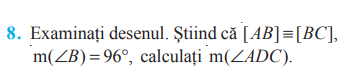 8. Examinați desenul. Știind că [AB]≡[BC],
m(∠B)=96°, calculați m(∠ADC).